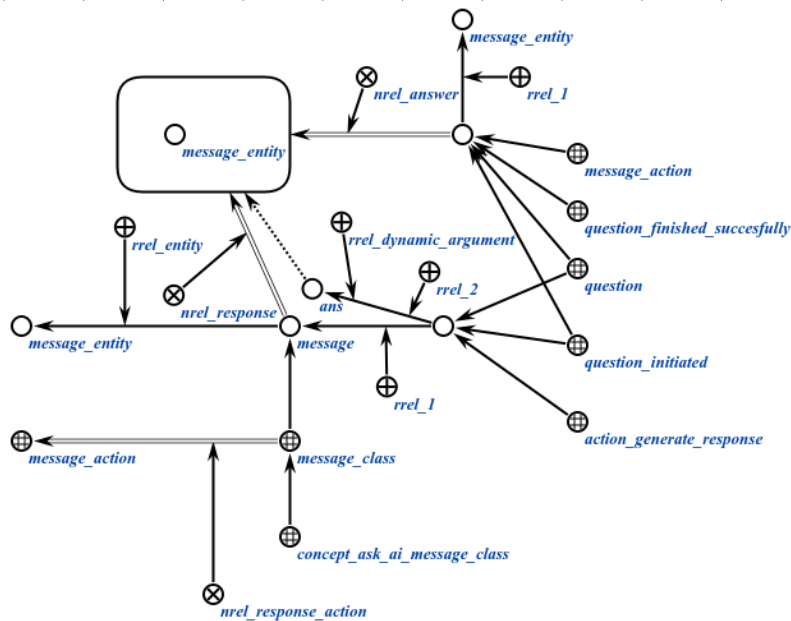 message_entity
nrel_answer
rrel_1
message_entity
message_action
question_finished_succesfully
rrel_entity
rrel_dynamic_argument
question
rrel_2
ans
nrel_response
message_entity
message
question_initiated
rrel_1
action_generate_response
message_action
message_class
concept_ask_ai_message_class
nrel_response_action